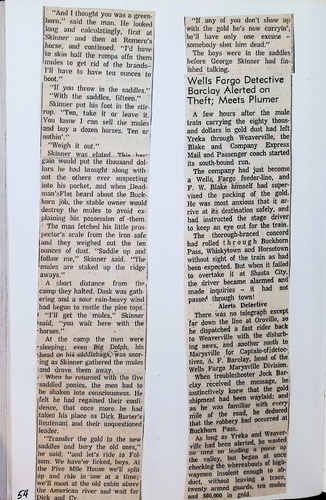 "And I thought you was a green-
horn," said the man. He looked
long and calculatingly, first at
Skinner and then at Romero's
horse, and continued. "I'd have
to skin half the rumps off'n them
mules to get rid of the brands—
I'll have to have ten ounces to
boot."
"If you throw in the saddles."
"With the saddles, fifteen."
Skinner put his foot in the stir-
rup. "Ten, take it or leave it.
You know I can sell the mules
and buy a dozen horses. Ten or
nothin'."
"Weigh it out."
Skinner was elated. This bar-
gain would put the thousand dol-
lars he had brought along with-
out the others ever suspecting
into his pocket, and when Dead-
man's Flat heard about the Buck-
horn job, the stable owner would
destroy the mules to avoid ex-
plaining his possession of them.
The man fetched his little pros-
pector's scale from the iron safe
and they weighed out the ten
ounces of dust. "Saddle up and
follow me," Skinner said. "The
mules are staked up the ridge
aways."
A short distance from the
camp they halted. Dusk was gath-
ering and a sour rain-heavy wind
had begun to rustle the pine tops.
"I'll get the mules," Skinner
said, "you wait here with the
horses."
At the camp the men were
sleeping; even Big Dolph, his
head on his saddlebags, was snor-
ing as Skinner gathered the mules
and drove them away.
When he returned with the five
saddled ponies, the men had to
be shaken into consciousness. He
felt he had regained their confi-
dence, that once more he had
taken his place as Dick Barter's
lieutenant and their unquestioned
leader.
"Transfer the gold to the new
saddles and bury the old ones,"
he said, "and let's ride to Fol-
som. We have'er licked, boys. At
the Five Mile House we'll split
up and ride in one at a time;
we'll meet at the old cabin above
the American river and wait for
Dick and Cy.
54
"If any of you don't show up
with the gold he's now carryin',
he'll have only one excuse —
somebody shot him dead."
The boys were in the saddles
before George Skinner had fin-
ished talking.
Wells Fargo Detective
Barclay Alerted on
Theft; Meets Plumer
A few hours after the mule
train carrying the eighty thou-
sand dollars in gold dust had left
Yreka through Weaverville, the
Blake and Company Express
Mail and Passenger coach started
its south-bound run.
The company had just become
a Wells, Fargo feeder-line, and
F. W. Blake himself had super-
vised the packing of the gold.
He was most anxious that it ar-
rive at its destination safely, and
had instructed the stage driver
to keep an eye out for the train.
The thorough-braced concord
had rolled through Buckhorn
Pass, Whiskytown and Horsetown
without sight of the train as had
been expected. But when it failed
to overtake it at Shasta City,
the driver became alarmed and
made inquiries — it had not
passed through town!
Alerts Detective
There was no telegraph except
far down the line at Oroville, so
he dispatched a fast rider back
to Weaverville with the disturb-
ing news, and another south to
Marysville for Captain-of-detec-
tives, A. F. Barclay, head of the
Wells Fargo Marysville Division.
When troubleshooter Jock Bar-
clay received the message, he
instinctively knew that the gold
shipment had been waylaid; and
as he was familiar with every
mile of the road, he deduced
that the robbery had occurred at
Buckhorn Pass.
As long as Yreka and Weaver-
ville had been alerted, he wasted
no time on leading a posse up
the valley, but began at once
checking the whereabouts of high-
waymen insolent enough to ab-
duct, without leaving a trace,
twenty armed guards, ten mules
and $80,000 in gold.